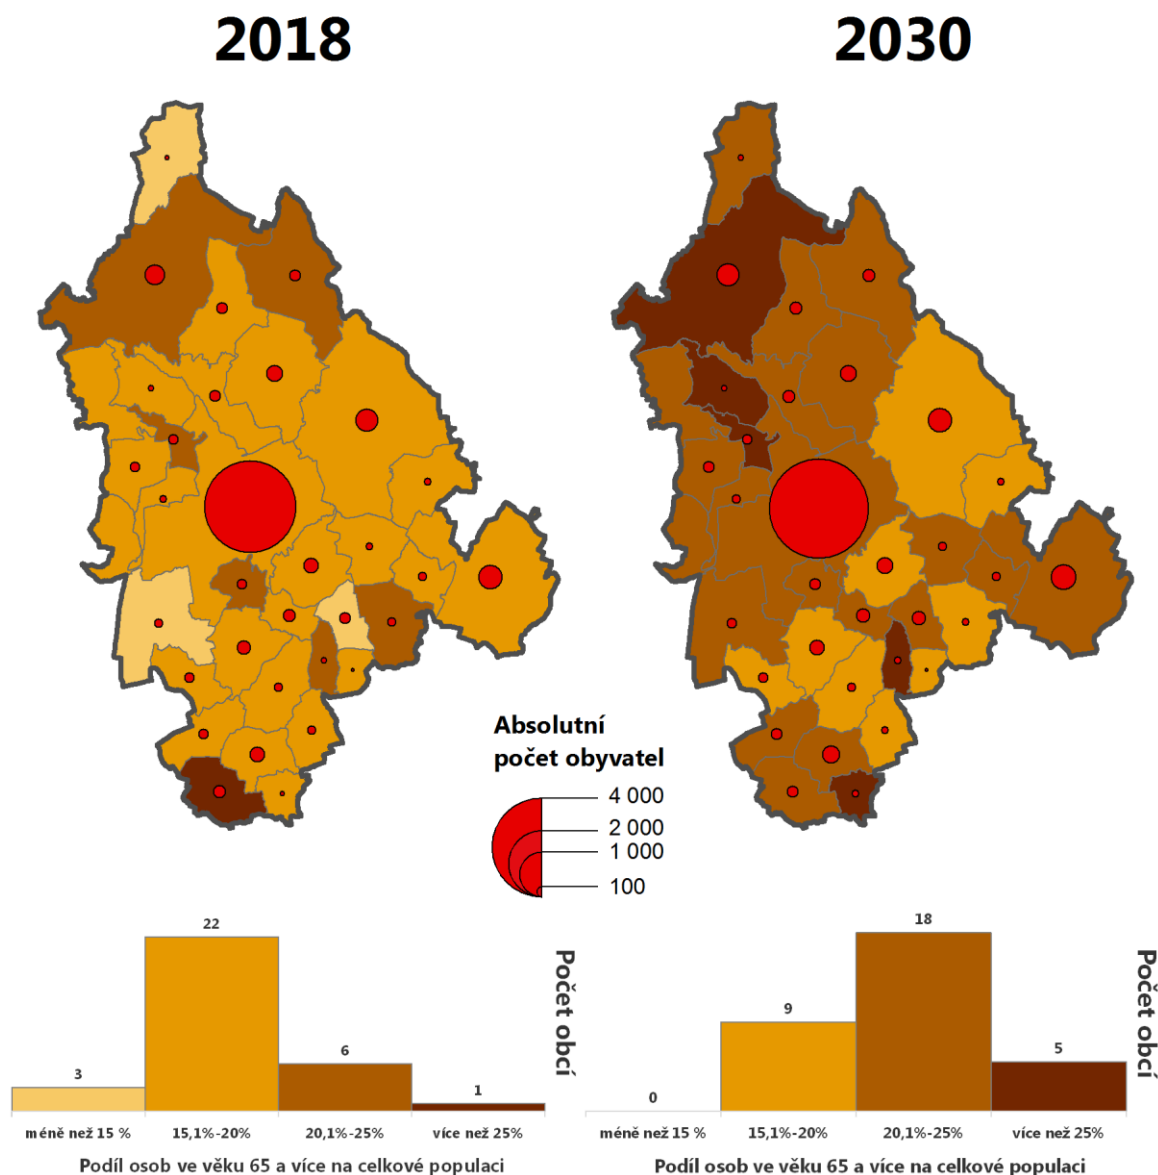 2018
2030
Absolutní
počet obyvatel
4 000
2 000
1 000
100
22
6
3
1
Počet obcí
méně než 15 %
15,1%-20%
20,1%-25%
více než 25%
Podíl osob ve věku 65 a více na celkové populaci
18
9
5
0
Počet obcí
méně než 15 %
15,1%-20%
20,1%-25%
více než 25%
Podíl osob ve věku 65 a více na celkové populaci